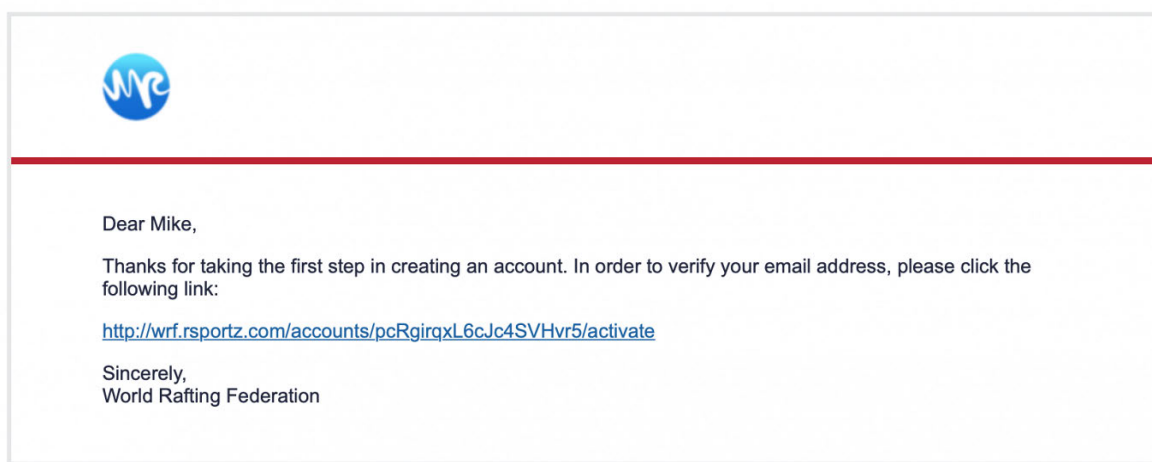 Dear Mike,
Thanks for taking the first step in creating an account. In order to verify your email address, please click the
following link:
http://wrf.rsportz.com/accounts/pcRgirqxL6cJc4SVHvr5/activate
Sincerely,
World Rafting Federation